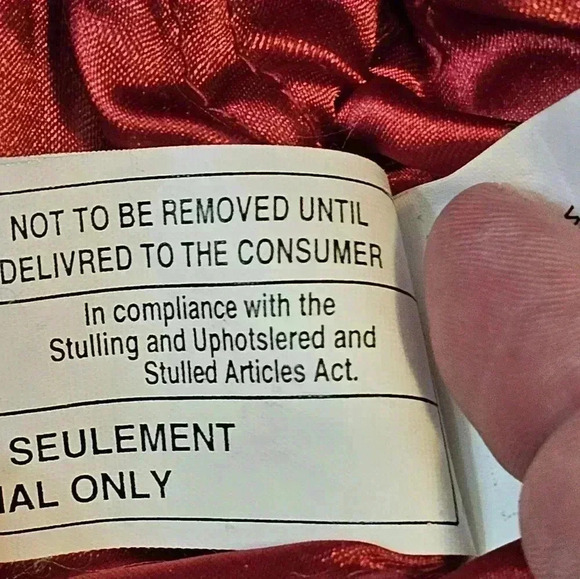 NOT TO BE REMOVED UNTIL
DELIVRED TO THE CONSUMER
In compliance with the
Stulling and Uphotslered and
Stulled Articles Act.
SEULEMENT
IAL ONLY